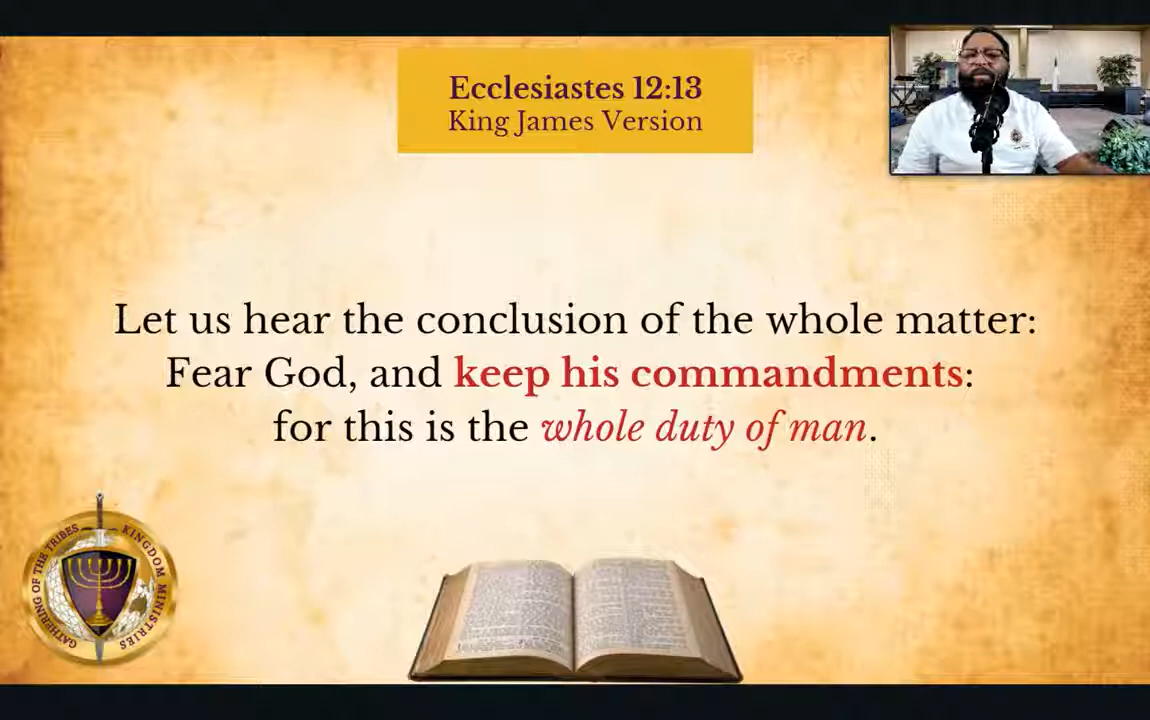 Ecclesiastes 12:13
King James Version
Let us hear the conclusion of the whole matter:
Fear God, and keep his commandments:
for this is the whole duty of man.
GATHERING OF THE TRIBES
KINGDOM MINISTRIES